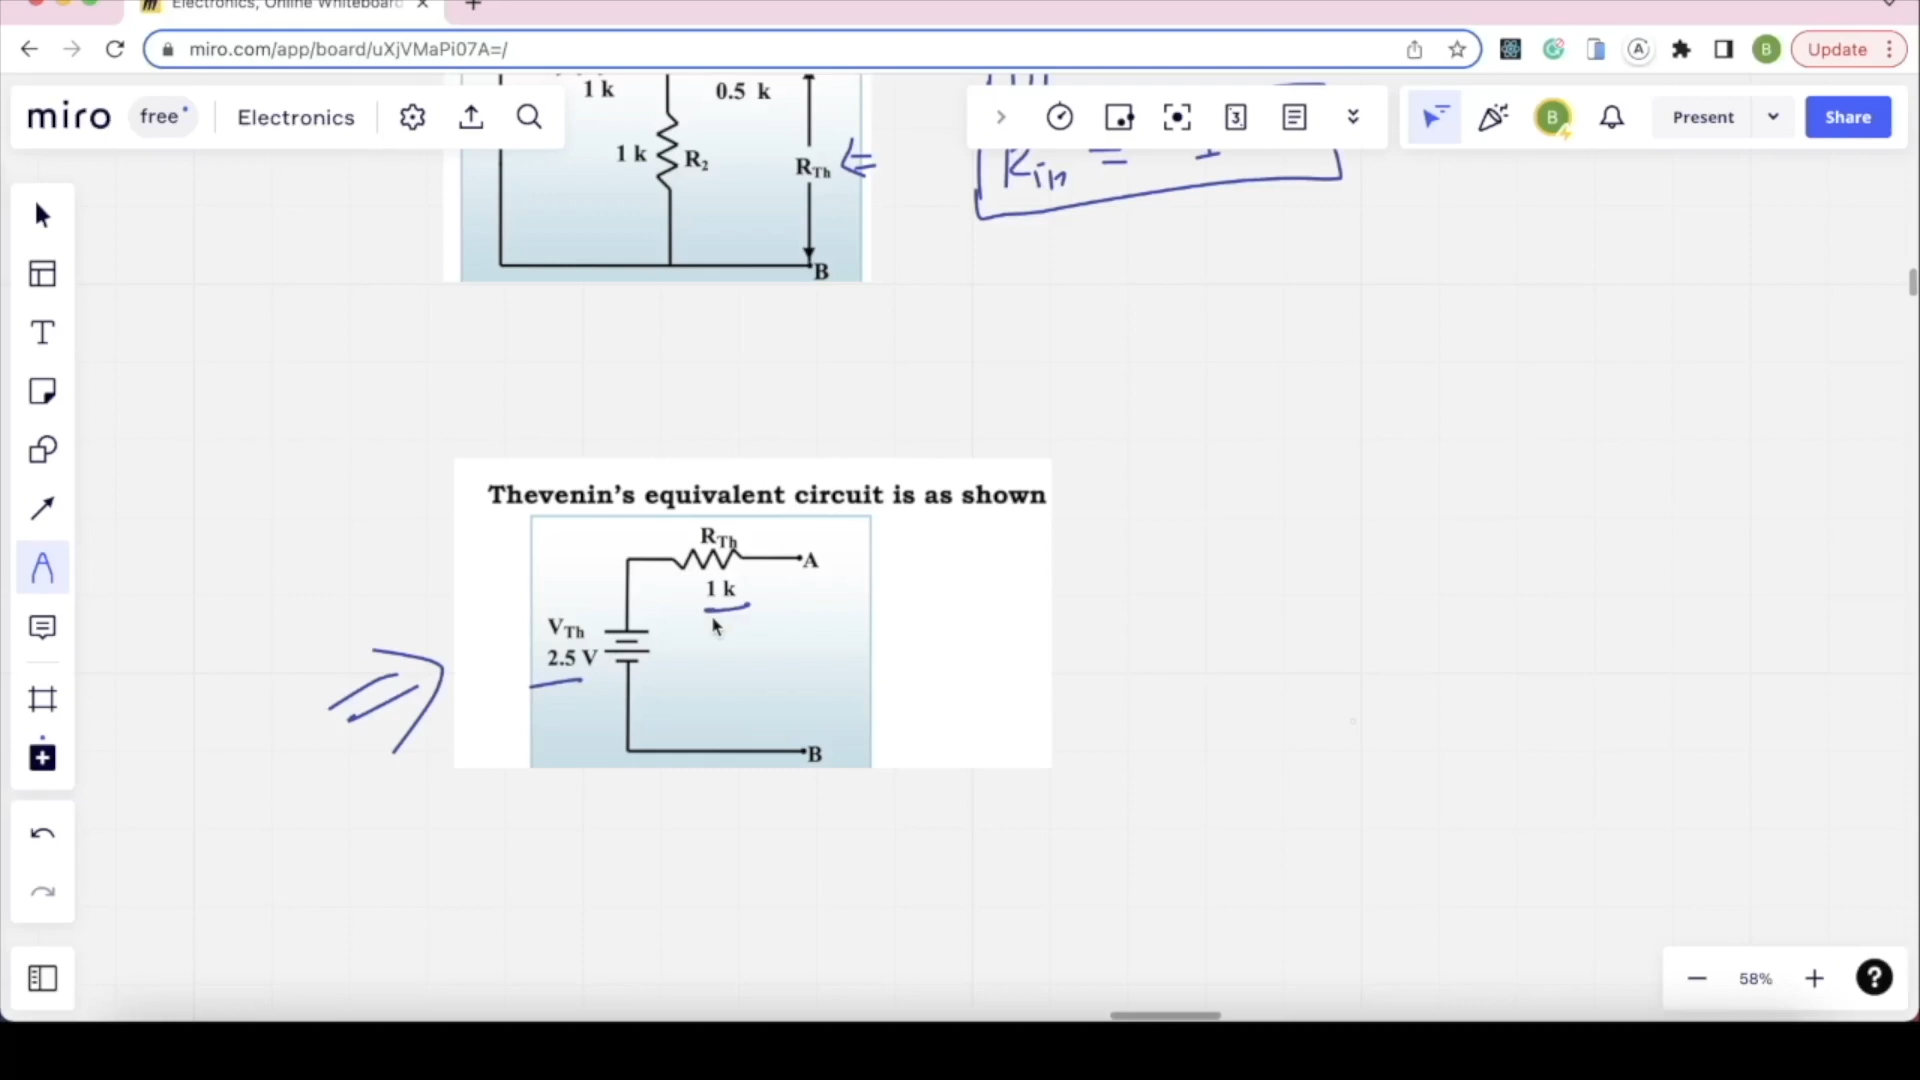 Electronics, Online Whiteboard
miro.com/app/board/uXjVMaPi07A=/
A
B
Update
miro
free
Electronics
3
B
Present
Share
1 k
0.5 k
1 k
R2
RTh
B
Rin =
Thevenin's equivalent circuit is as shown
RTh
A
1 k
VTh
2.5 V
B
58%
?